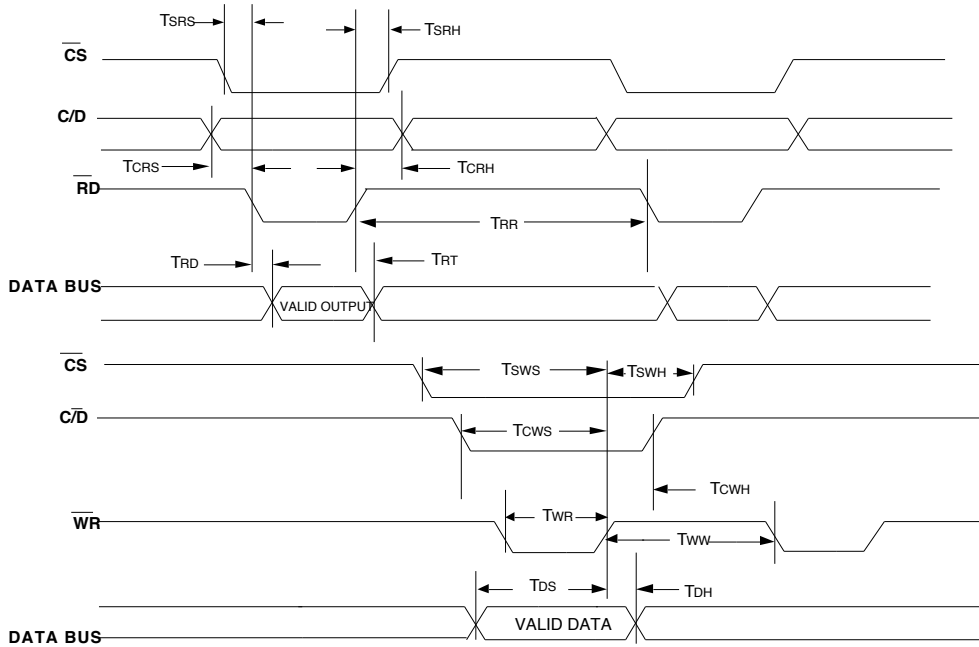 TSRS
TSRH
CS
C/D
TCRS
TCRH
RD
TRR
TRD
TRT
DATA BUS
VALID OUTPUT
CS
TSWS
TSWH
C/D
TCWS
TCWH
WR
TWR
TWW
TDS
TDH
VALID DATA
DATA BUS